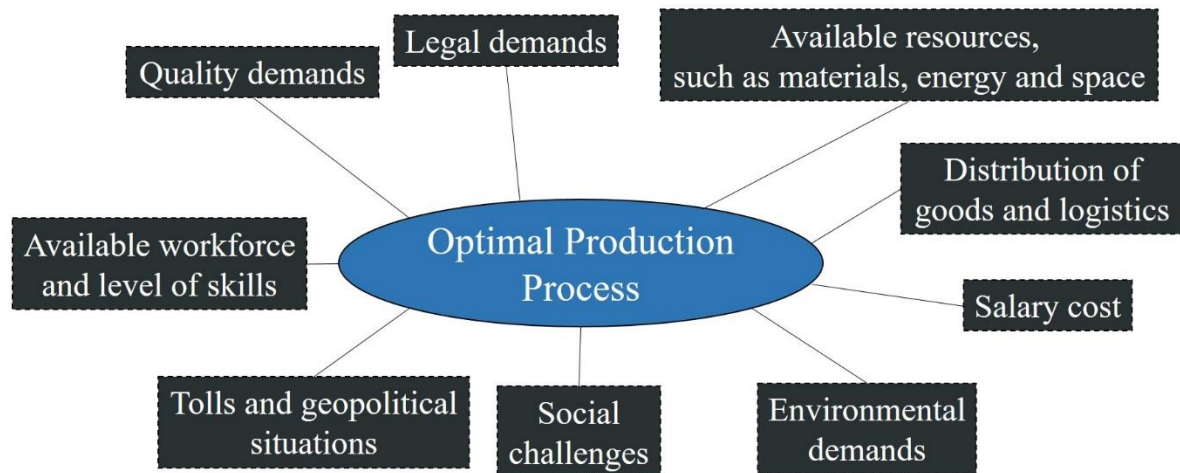 Legal demands
Quality demands
Available resources,
such as materials, energy and space
Distribution of
goods and logistics
Available workforce
and level of skills
Optimal Production
Process
Salary cost
Tolls and geopolitical
situations
Social
challenges
Environmental
demands